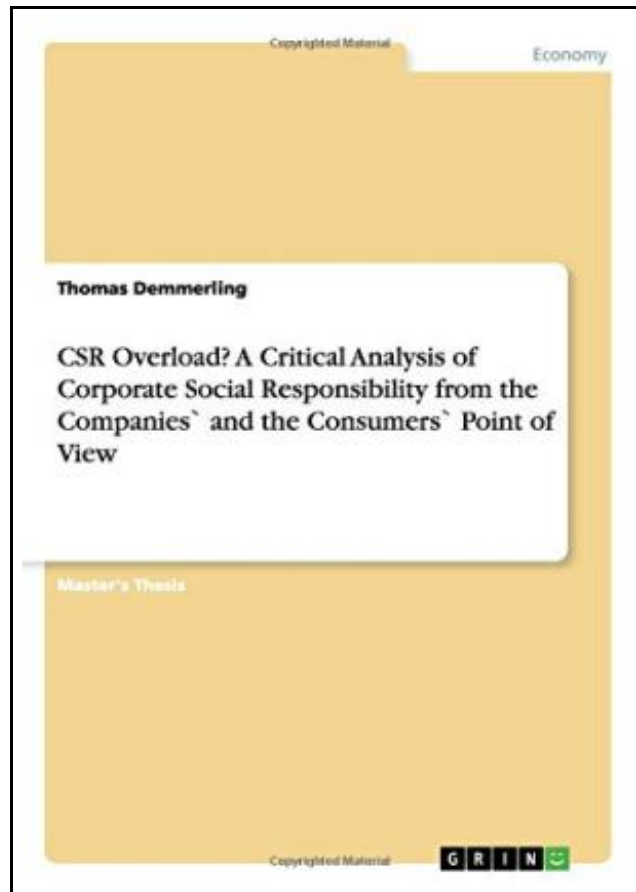 Copyrighted Material
Economy
Thomas Demmerling
CSR Overload? A Critical Analysis of
Corporate Social Responsibility from the
Companies` and the Consumers` Point of
View
Master's Thesis
Copyrighted Material
GRIN